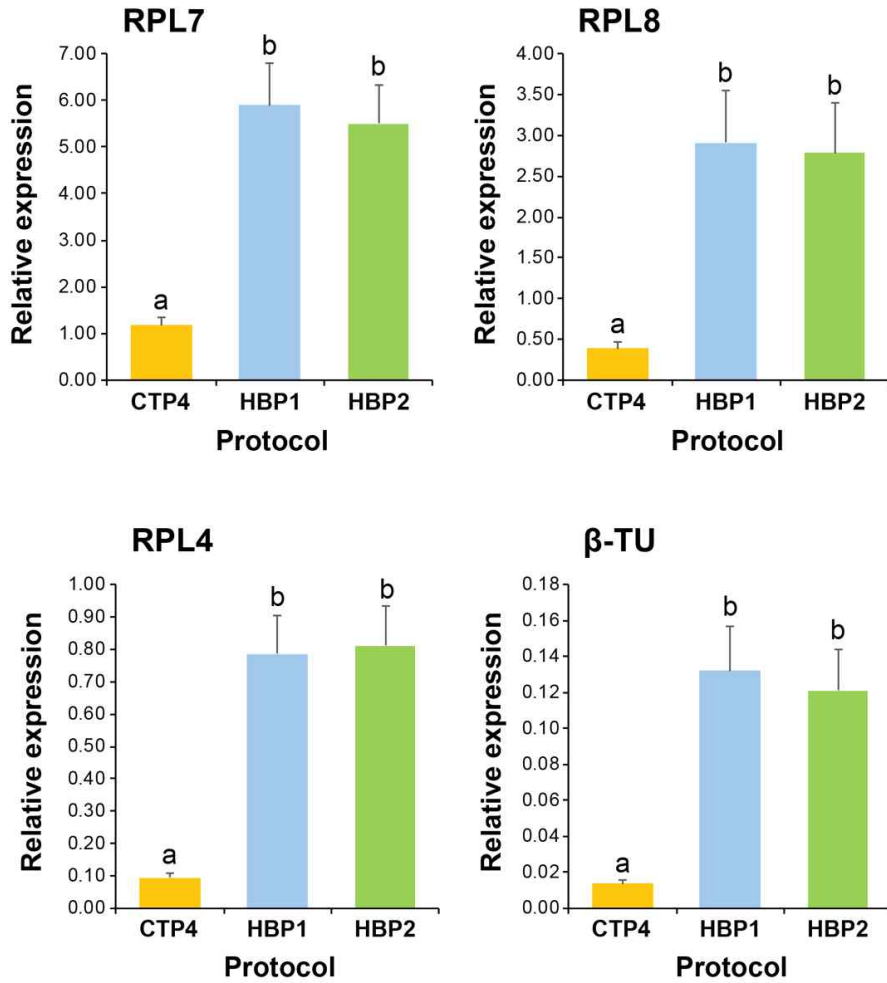 RPL7
Relative expression
7.00
6.00
5.00
4.00
3.00
2.00
1.00
0.00
a
b
b
CTP4 HBP1 HBP2
Protocol
RPL8
Relative expression
4.00
3.50
3.00
2.50
2.00
1.50
1.00
0.50
0.00
a
b
b
CTP4 HBP1 HBP2
Protocol
RPL4
Relative expression
1.00
0.90
0.80
0.70
0.60
0.50
0.40
0.30
0.20
0.10
0.00
a
b
b
CTP4 HBP1 HBP2
Protocol
β-TU
Relative expression
0.18
0.16
0.14
0.12
0.10
0.08
0.06
0.04
0.02
0.00
a
b
b
CTP4 HBP1 HBP2
Protocol